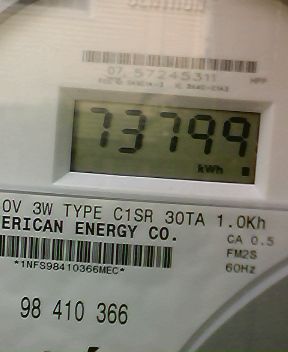 07 57245311
73799
kWh
0V 3W TYPE C1SR 30TA 1.0Kh
ERICAN ENERGY CO.
CA 0.5
FM2S
60Hz
*1NFS98410366MEC*
98 410 366